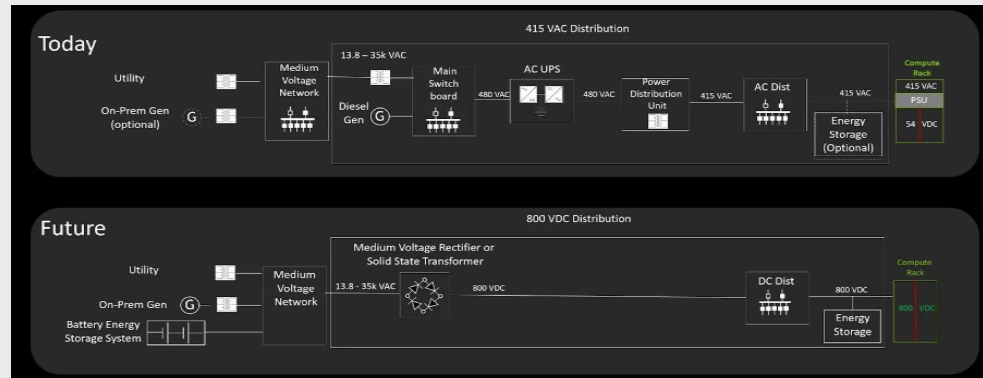 415 VAC Distribution
Today
13.8 – 35k VAC
Utility
On-Prem Gen
(optional)
G
Medium
Voltage
Network
Diesel
Gen
G
Main
Switch
board
480 VAC
AC UPS
480 VAC
Power
Distribution
Unit
415 VAC
AC Dist
415 VAC
Energy
Storage
(Optional)
Compute
Rack
415 VAC
PSU
54 VDC
800 VDC Distribution
Future
Medium Voltage Rectifier or
Solid State Transformer
Utility
On-Prem Gen
G
Battery Energy
Storage System
Medium
Voltage
Network
13.8 - 35k VAC
800 VDC
DC Dist
800 VDC
Energy
Storage
Compute
Rack
800 VDC